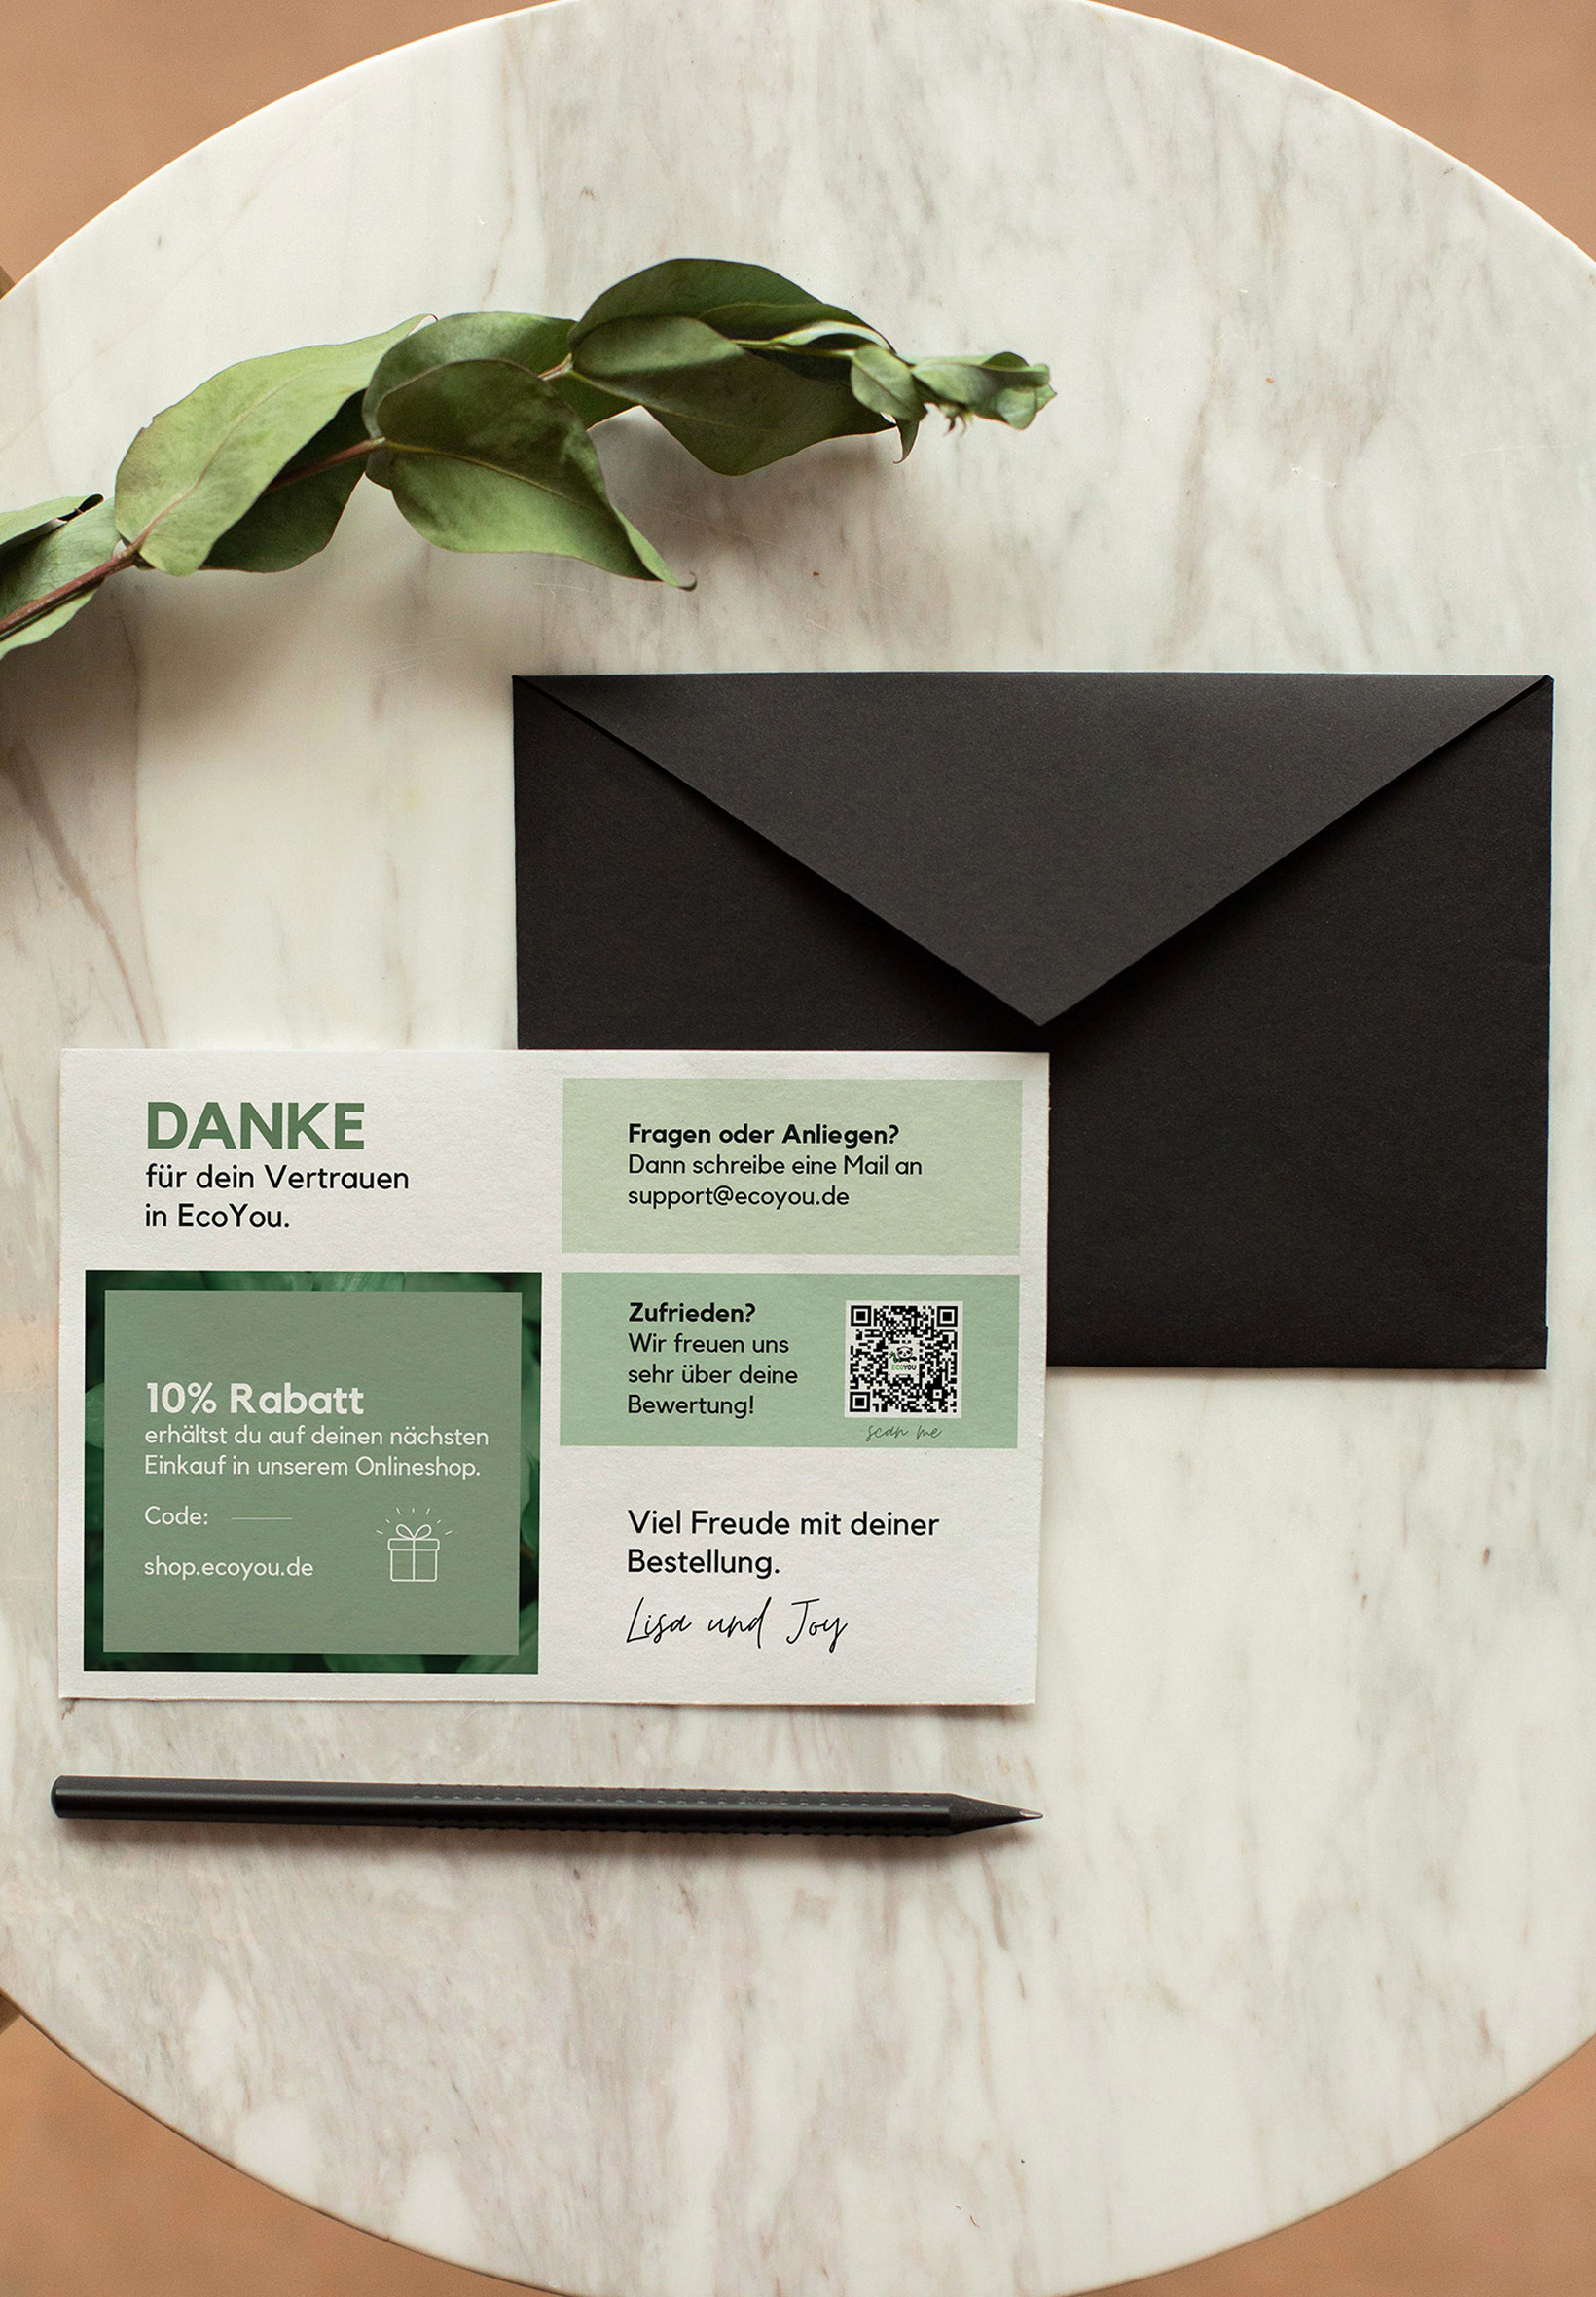 DANKE
für dein Vertrauen
in EcoYou.
10% Rabatt
erhältst du auf deinen nächsten
Einkauf in unserem Onlineshop.
Code:
shop.ecoyou.de
Fragen oder Anliegen?
Dann schreibe eine Mail an
support@ecoyou.de
Zufrieden?
Wir freuen uns
sehr über deine
Bewertung!
ECOYOU
scan me
Viel Freude mit deiner
Bestellung.
Lisa und Joy